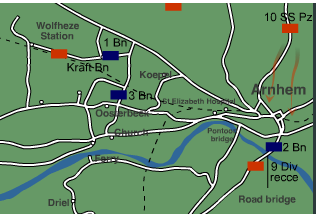 10 SS Pz
Wolfheze
Station
1 Bn
Kraft Bn
Koepel
Arnhem
3 Bn
St Elizabeth Hospital
Oosterbeek
Church
Pontoon
bridge
2 Bn
Ferry
9 Div
recce
Driel
Road bridge